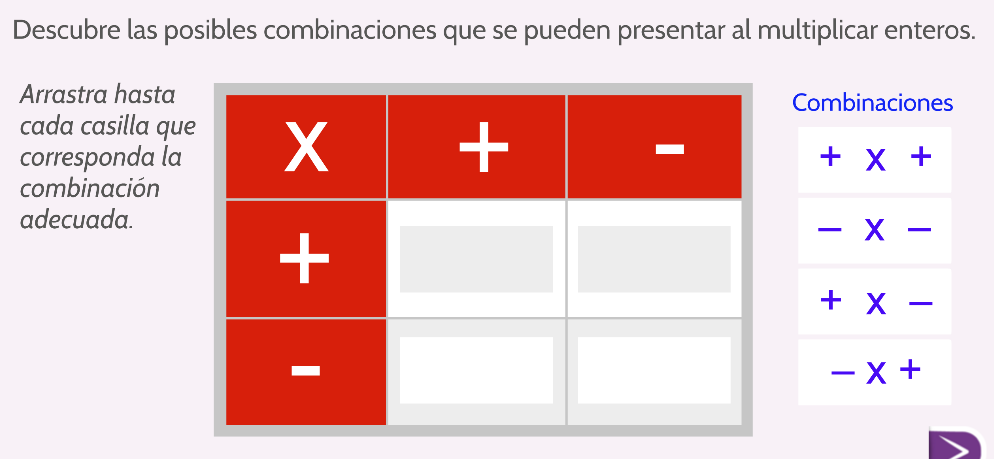 Descubre las posibles combinaciones que se pueden presentar al multiplicar enteros.
Arrastra hasta
cada casilla que
corresponda la
combinación
adecuada.
X + -
+
-
Combinaciones
+ x +
– x –
+ x –
– x +